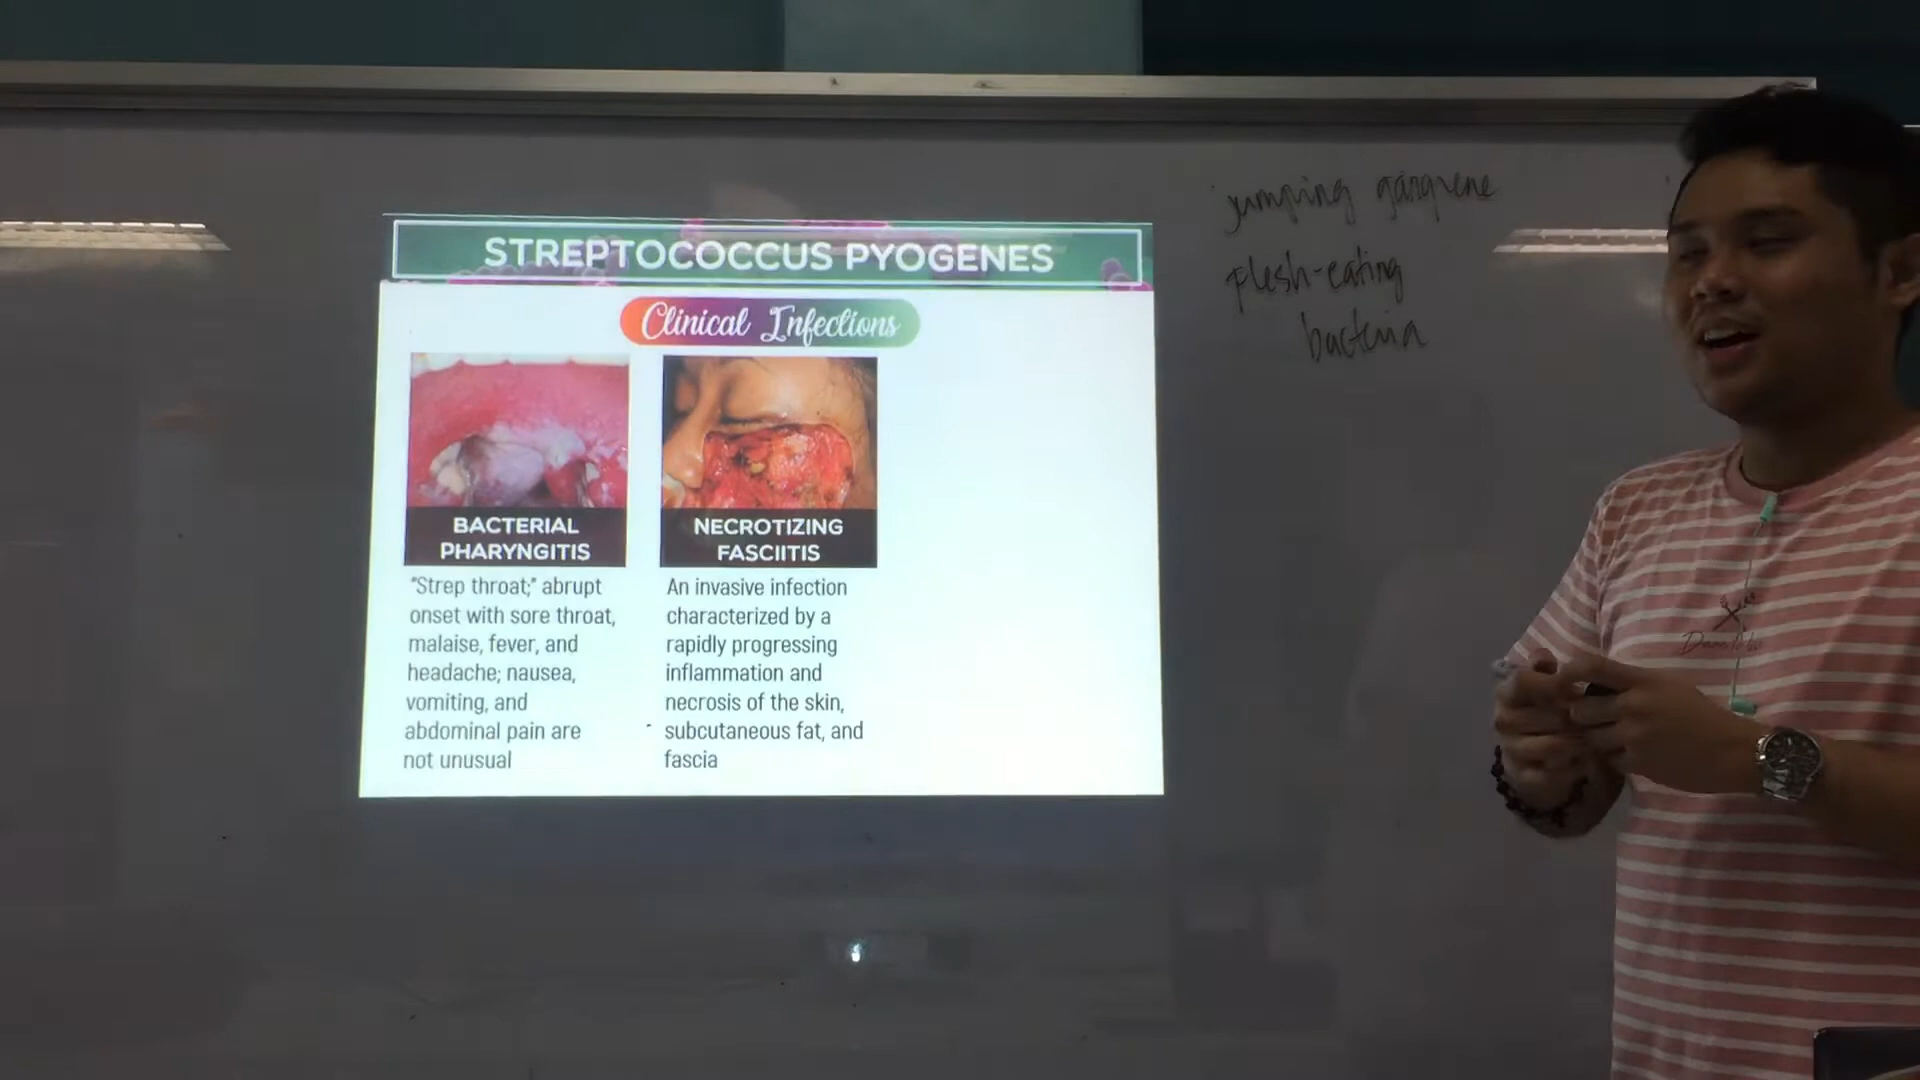 STREPTOCOCCUS PYOGENES
Clinical Infections
BACTERIAL
PHARYNGITIS
"Strep throat;" abrupt
onset with sore throat,
malaise, fever, and
headache; nausea,
vomiting, and
abdominal pain are
not unusual
NECROTIZING
FASCIITIS
An invasive infection
characterized by a
rapidly progressing
inflammation and
necrosis of the skin,
subcutaneous fat, and
fascia
jumping gangrene
Flesh-eating
bacteria